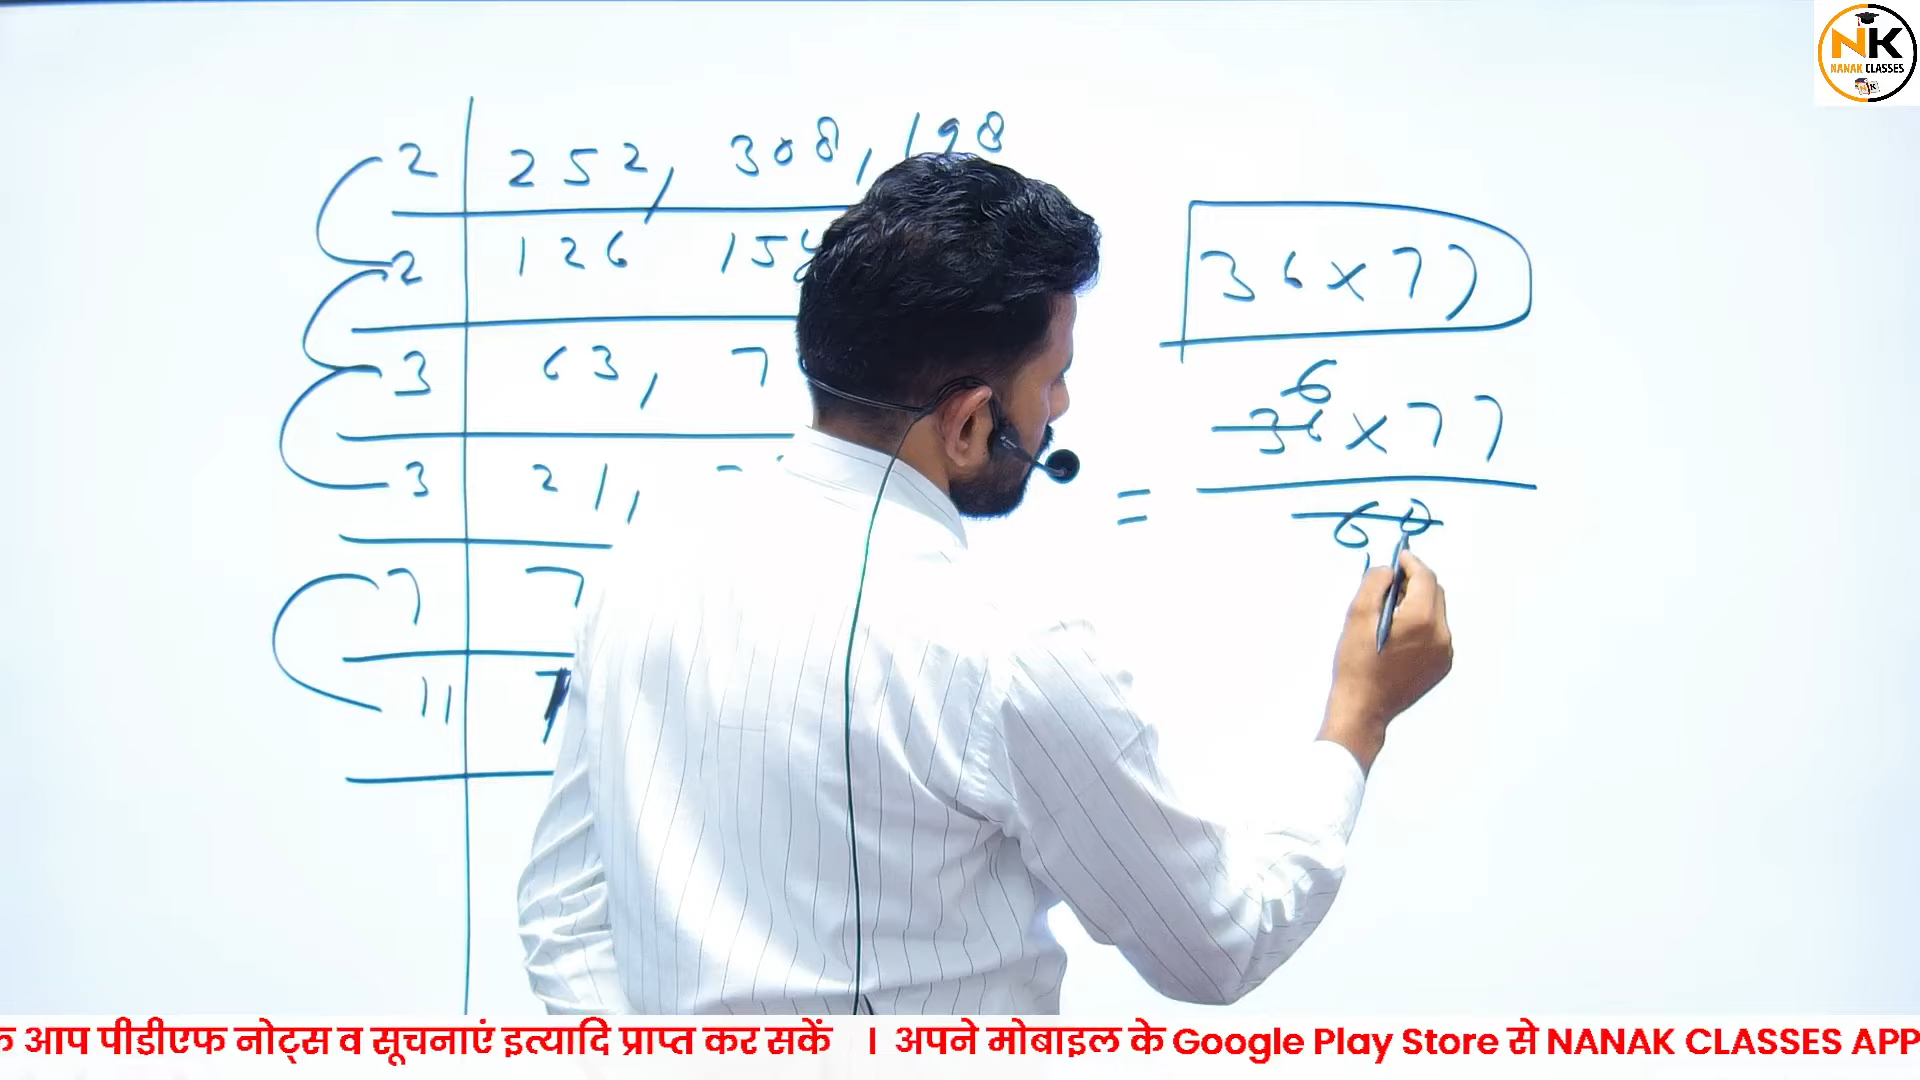 NK
NANAK CLASSES
2 252, 308, 198
2 126 154
3 63, 7
3 21,
7 7
11 7
36 x 77
6
36 x 77
= 60
क आप पीडीएफ नोट्स व सूचनाएं इत्यादि प्राप्त कर सकें । अपने मोबाइल के Google Play Store से NANAK CLASSES APP